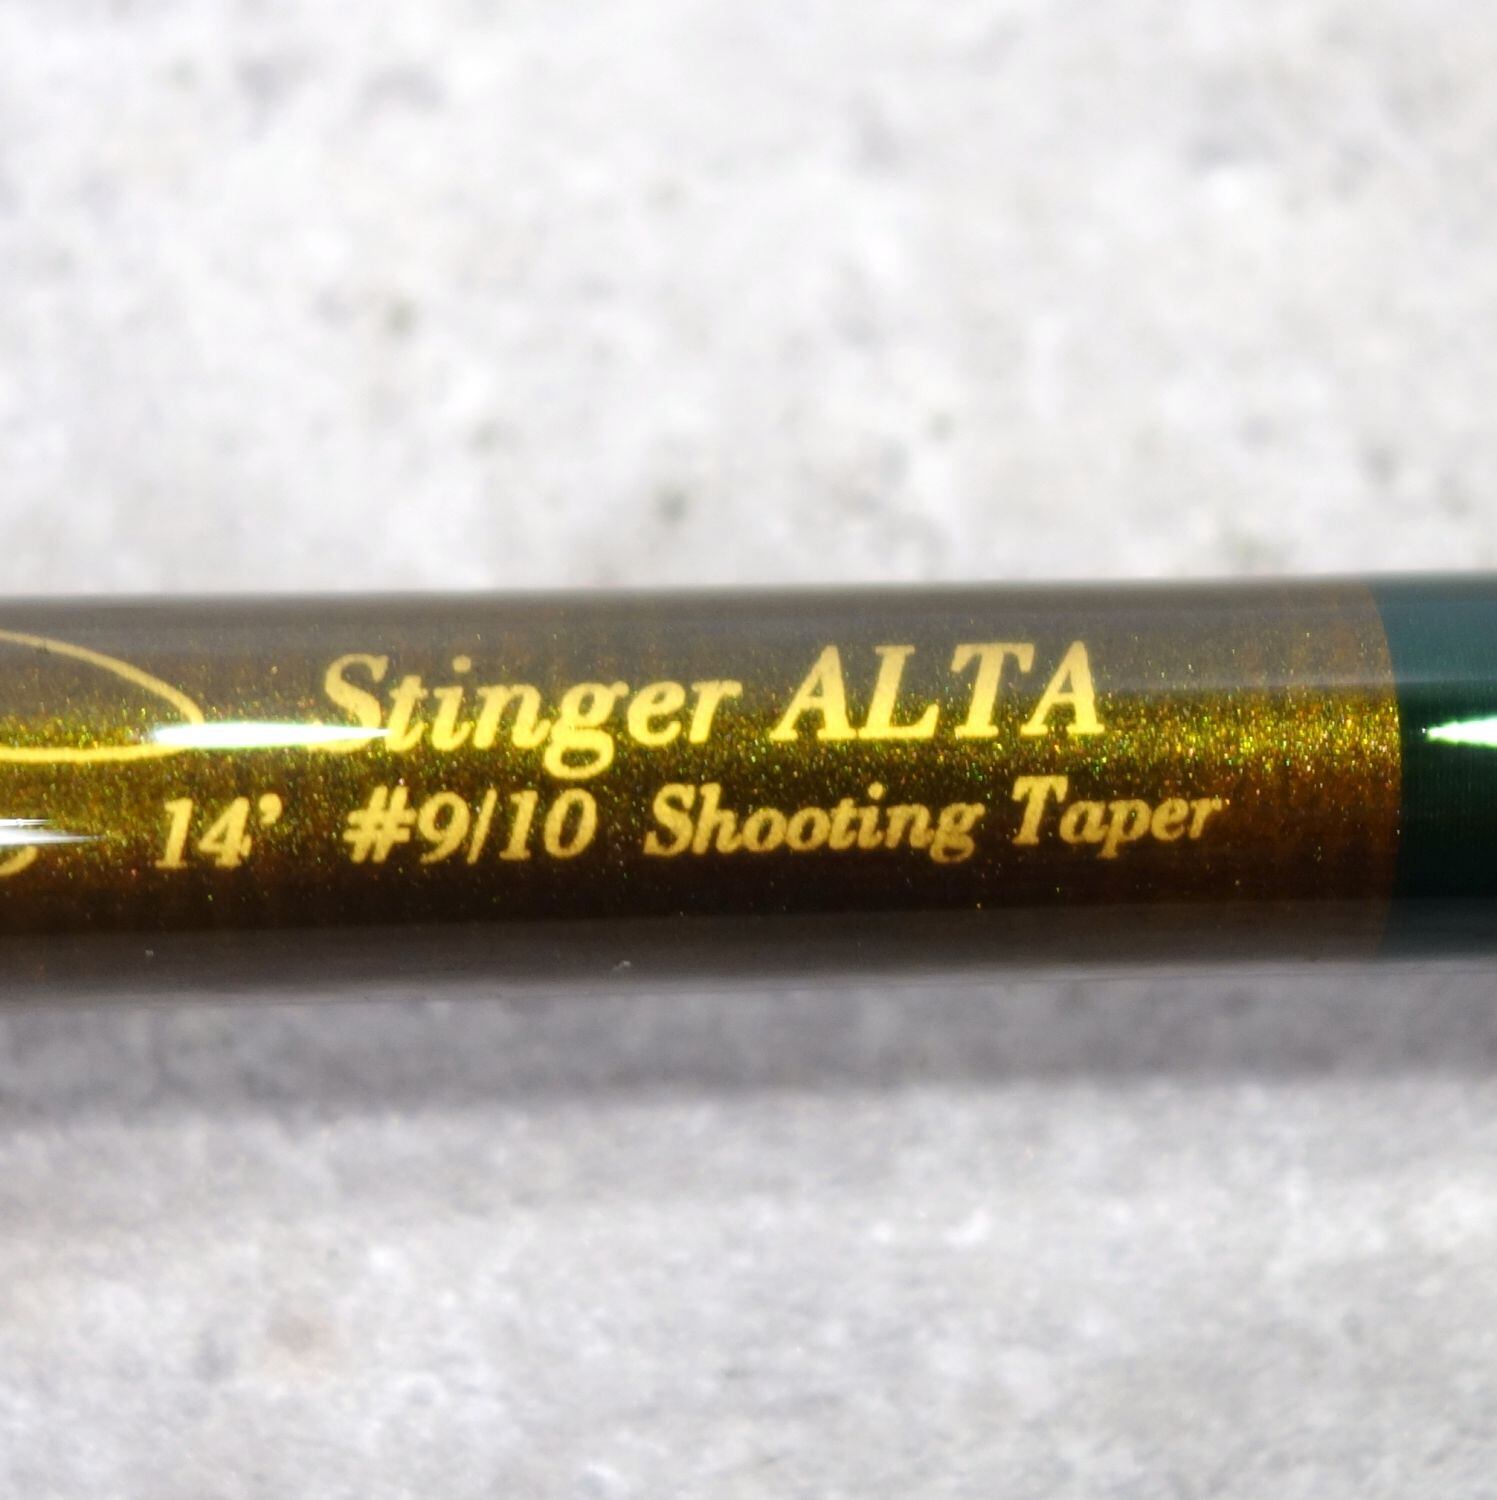 Stinger ALTA
14' #9/10 Shooting Taper